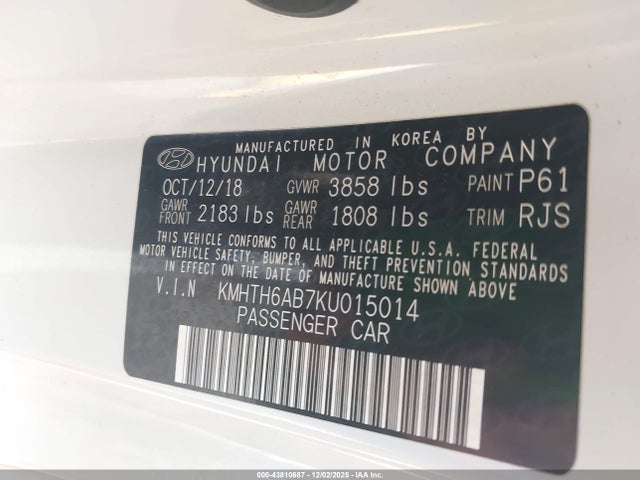 MANUFACTURED IN KOREA BY
HYUNDAI MOTOR COMPANY
OCT/12/18 GVWR 3858 lbs PAINT P61
GAWR FRONT 2183 lbs GAWR REAR 1808 lbs TRIM RJS
THIS VEHICLE CONFORMS TO ALL APPLICABLE U.S.A. FEDERAL
MOTOR VEHICLE SAFETY, BUMPER, AND THEFT PREVENTION STANDARDS
IN EFFECT ON THE DATE OF MANUFACTURE SHOWN ABOVE
V.I.N KMHTH6AB7KU015014
PASSENGER CAR
000-43810687 - 12/02/2025 - IAA Inc.